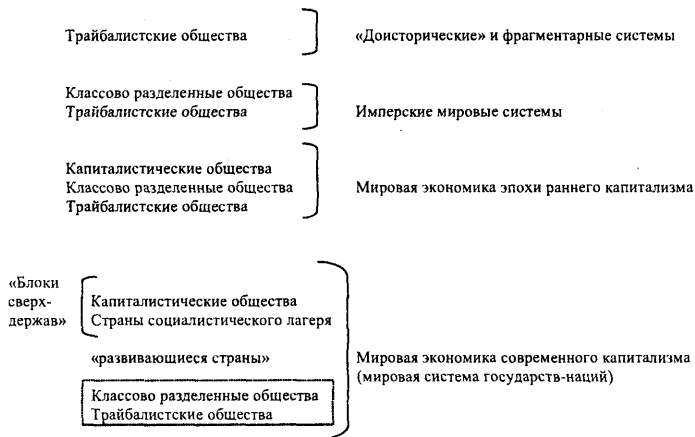 Трайбалистские общества
«Доисторические» и фрагментарные системы
Классово разделенные общества
Трайбалистские общества
Имперские мировые системы
Капиталистические общества
Классово разделенные общества
Трайбалистские общества
Мировая экономика эпохи раннего капитализма
«Блоки
сверх-
держав»
Капиталистические общества
Страны социалистического лагеря
«развивающиеся страны»
Классово разделенные общества
Трайбалистские общества
Мировая экономика современного капитализма
(мировая система государств-наций)